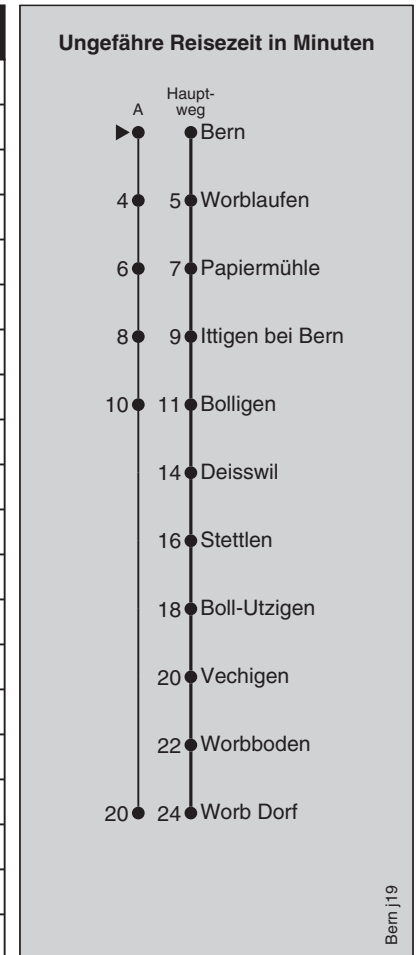 Ungefähre Reisezeit in Minuten
A Haupt-
weg
Bern
4 5 Worblaufen
6 7 Papiermühle
8 9 Ittigen bei Bern
10 11 Bolligen
14 Deisswil
16 Stettlen
18 Boll-Utzigen
20 Vechigen
22 Worbboden
20 24 Worb Dorf
Bern j19